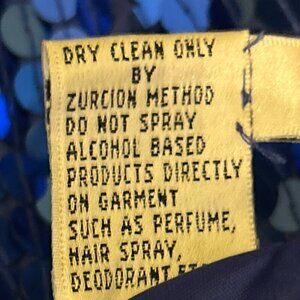 DRY CLEAN ONLY
BY
ZURCION METHOD
DO NOT SPRAY
ALCOHOL BASED
PRODUCTS DIRECTLY
ON GARMENT
SUCH AS PERFUME,
HAIR SPRAY,
DEODORANT